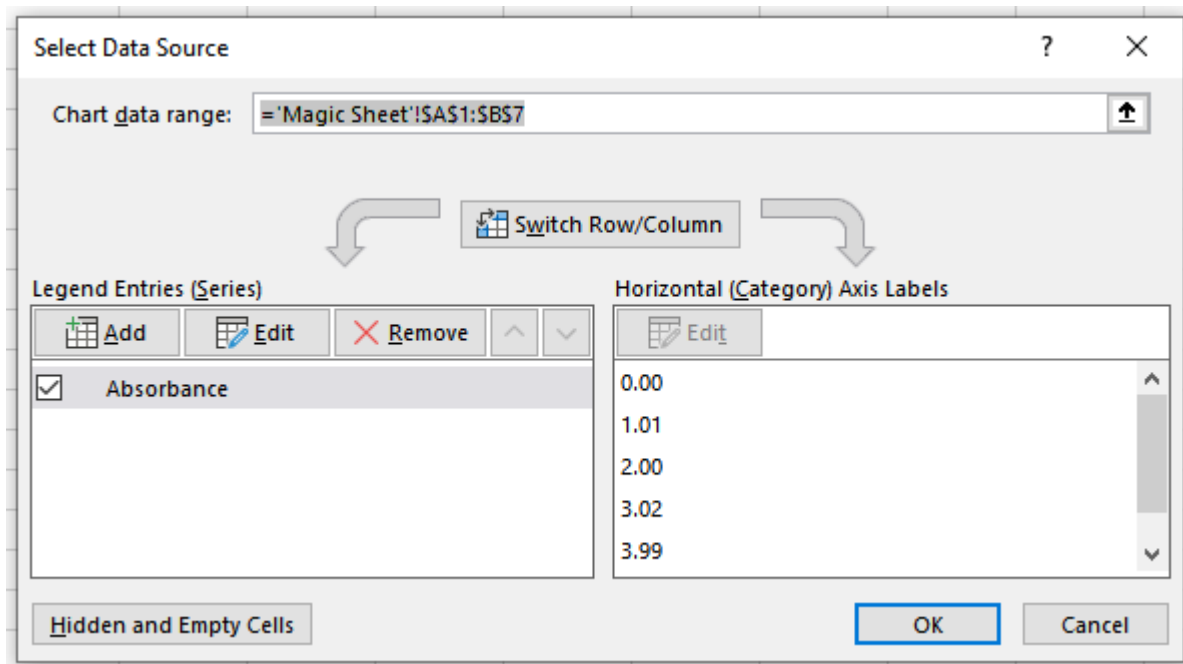 Select Data Source
?
Chart data range:
='Magic Sheet'!$A$1:$B$7
Switch Row/Column
Legend Entries (Series)
Horizontal (Category) Axis Labels
Add
Edit
Remove
Edit
Absorbance
0.00
1.01
2.00
3.02
3.99
Hidden and Empty Cells
OK
Cancel